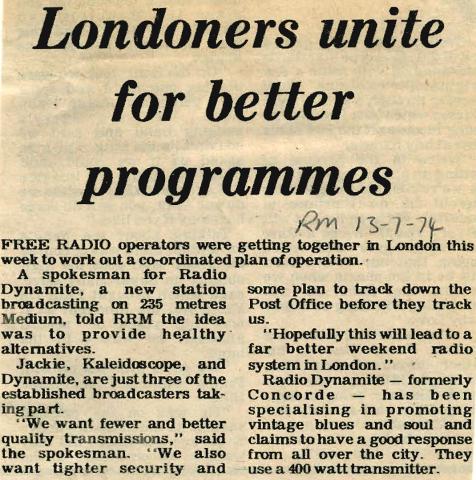 Londoners unite
for better
programmes
RM 13-7-74
FREE RADIO operators were getting together in London this
week to work out a co-ordinated plan of operation.
A spokesman for Radio
Dynamite, a new station
broadcasting on 235 metres
Medium, told RRM the idea
was to provide healthy
alternatives.
Jackie, Kaleidoscope, and
Dynamite, are just three of the
established broadcasters tak-
ing part.
"We want fewer and better
quality transmissions," said
the spokesman. "We also
want tighter security and
some plan to track down the
Post Office before they track
us.
"Hopefully this will lead to a
far better weekend radio
system in London."
Radio Dynamite — formerly
Concorde — has been
specialising in promoting
vintage blues and soul and
claims to have a good response
from all over the city. They
use a 400 watt transmitter.